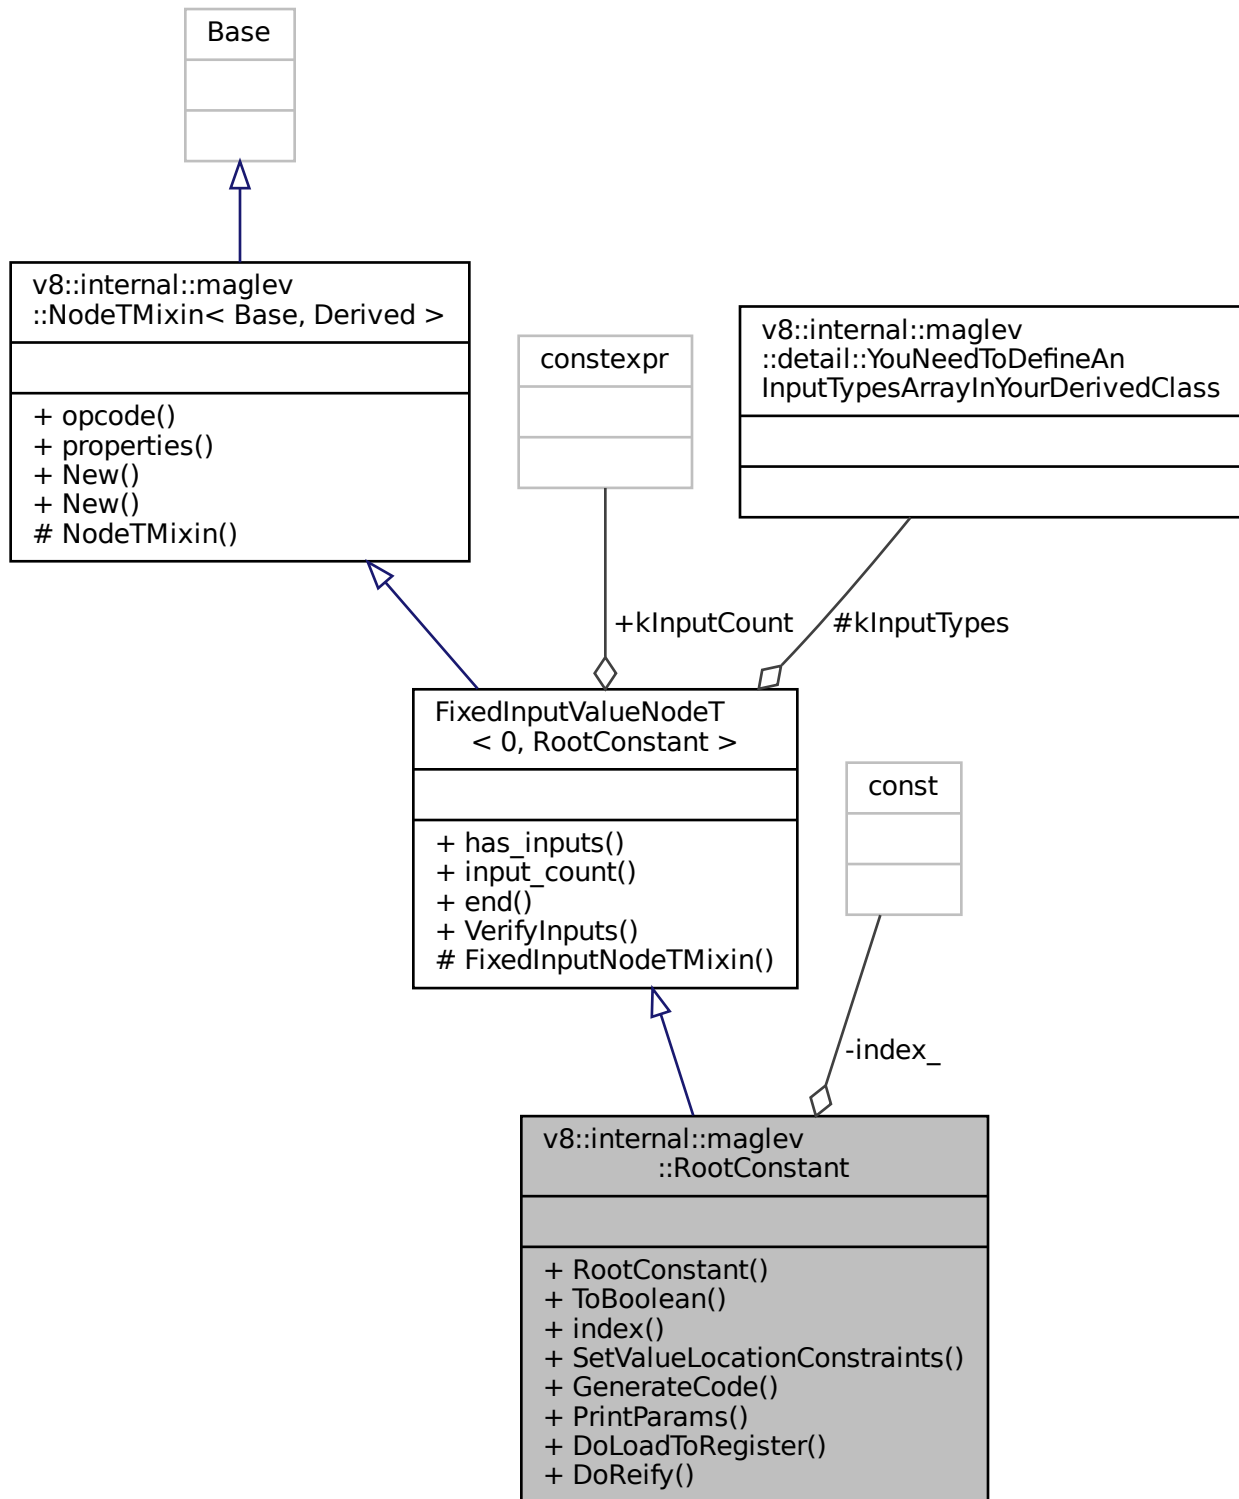 Base
v8::internal::maglev
::NodeTMixin< Base, Derived >
+ opcode()
+ properties()
+ New()
+ New()
# NodeTMixin()
constexpr
v8::internal::maglev
::detail::YouNeedToDefineAn
InputTypesArrayInYourDerivedClass
+kInputCount
#kInputTypes
FixedInputValueNodeT
< 0, RootConstant >
+ has_inputs()
+ input_count()
+ end()
+ VerifyInputs()
# FixedInputNodeTMixin()
const
-index_
v8::internal::maglev
::RootConstant
+ RootConstant()
+ ToBoolean()
+ index()
+ SetValueLocationConstraints()
+ GenerateCode()
+ PrintParams()
+ DoLoadToRegister()
+ DoReify()